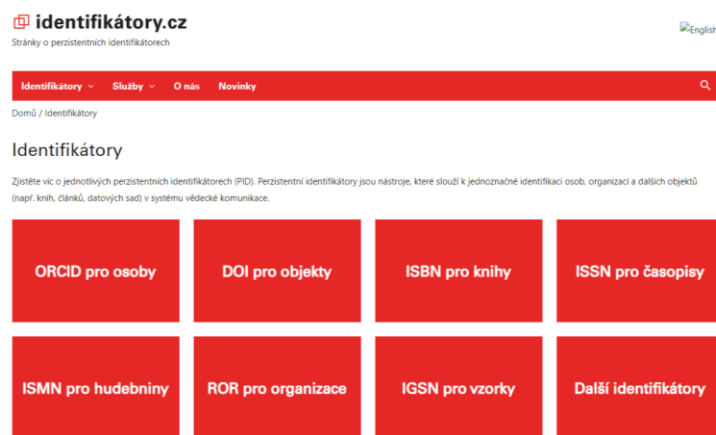 identifikátory.cz
Stránky o perzistentních identifikátorech
English
Identifikátory
Služby
O nás
Novinky
Domů / Identifikátory
Identifikátory
Zjistěte víc o jednotlivých perzistentních identifikátorech (PID). Perzistentní identifikátory jsou nástroje, které slouží k jednoznačné identifikaci osob, organizací a dalších objektů
(např. knih, článků, datových sad) v systému vědecké komunikace.
ORCID pro osoby
DOI pro objekty
ISBN pro knihy
ISSN pro časopisy
ISMN pro hudebniny
ROR pro organizace
IGSN pro vzorky
Další identifikátory